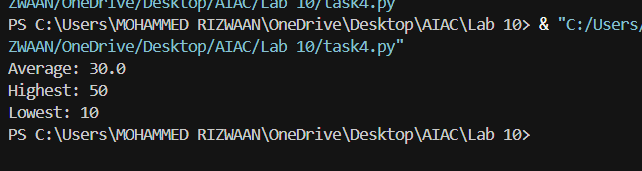 ZWAAN/OneDrive/Desktop/AIAC/Lab 10/task4.py
PS C:\Users\MOHAMMED RIZWAAN\OneDrive\Desktop\AIAC\Lab 10> & "C:/Users/
ZWAAN/OneDrive/Desktop/AIAC/Lab 10/task4.py"
Average: 30.0
Highest: 50
Lowest: 10
PS C:\Users\MOHAMMED RIZWAAN\OneDrive\Desktop\AIAC\Lab 10>